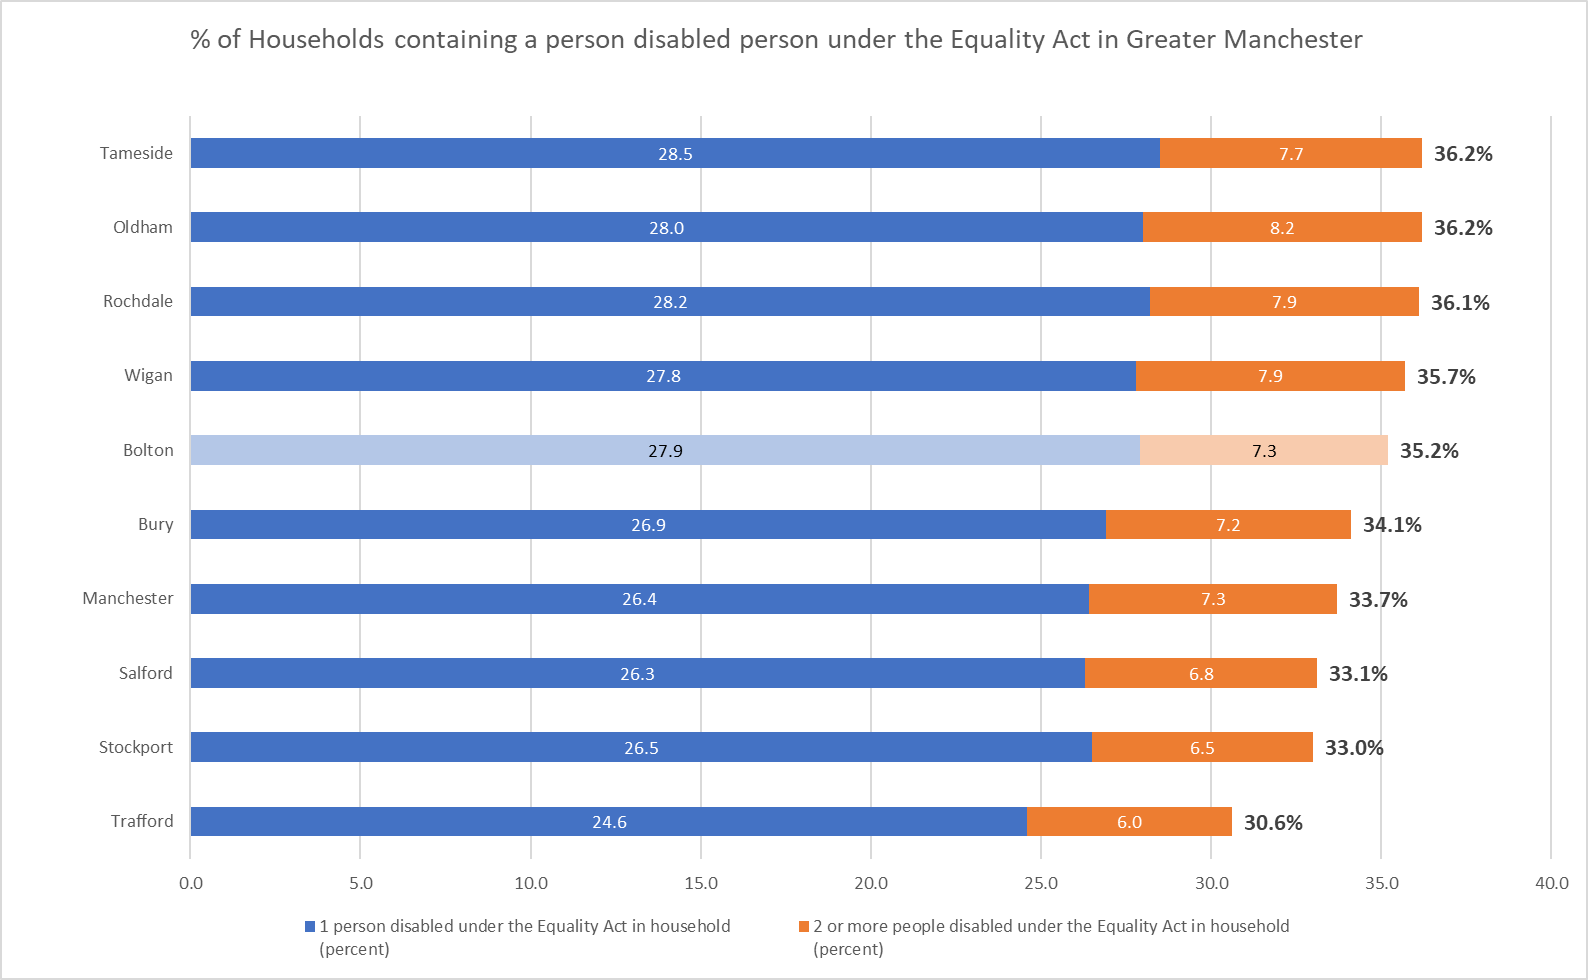 % of Households containing a person disabled person under the Equality Act in Greater Manchester
Tameside 28.5 7.7 36.2%
Oldham 28.0 8.2 36.2%
Rochdale 28.2 7.9 36.1%
Wigan 27.8 7.9 35.7%
Bolton 27.9 7.3 35.2%
Bury 26.9 7.2 34.1%
Manchester 26.4 7.3 33.7%
Salford 26.3 6.8 33.1%
Stockport 26.5 6.5 33.0%
Trafford 24.6 6.0 30.6%
0.0 5.0 10.0 15.0 20.0 25.0 30.0 35.0 40.0
1 person disabled under the Equality Act in household
(percent)
2 or more people disabled under the Equality Act in household
(percent)